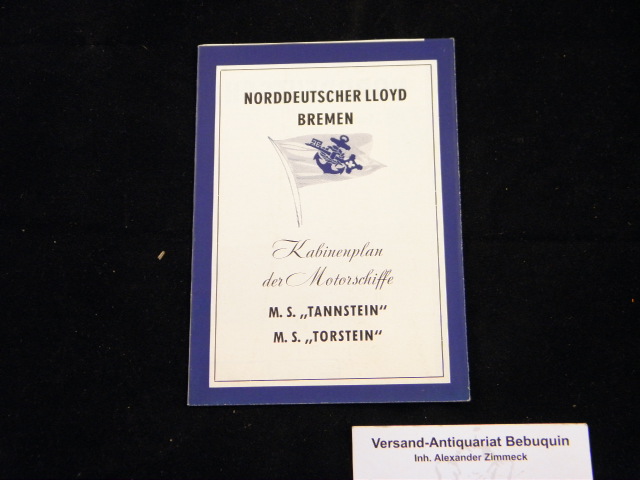 NORDDEUTSCHER LLOYD
BREMEN
Kabinenplan
der Motorschiffe
M. S. „TANNSTEIN"
M. S. „TORSTEIN"
Versand-Antiquariat Bebuquin
Inh. Alexander Zimmeck